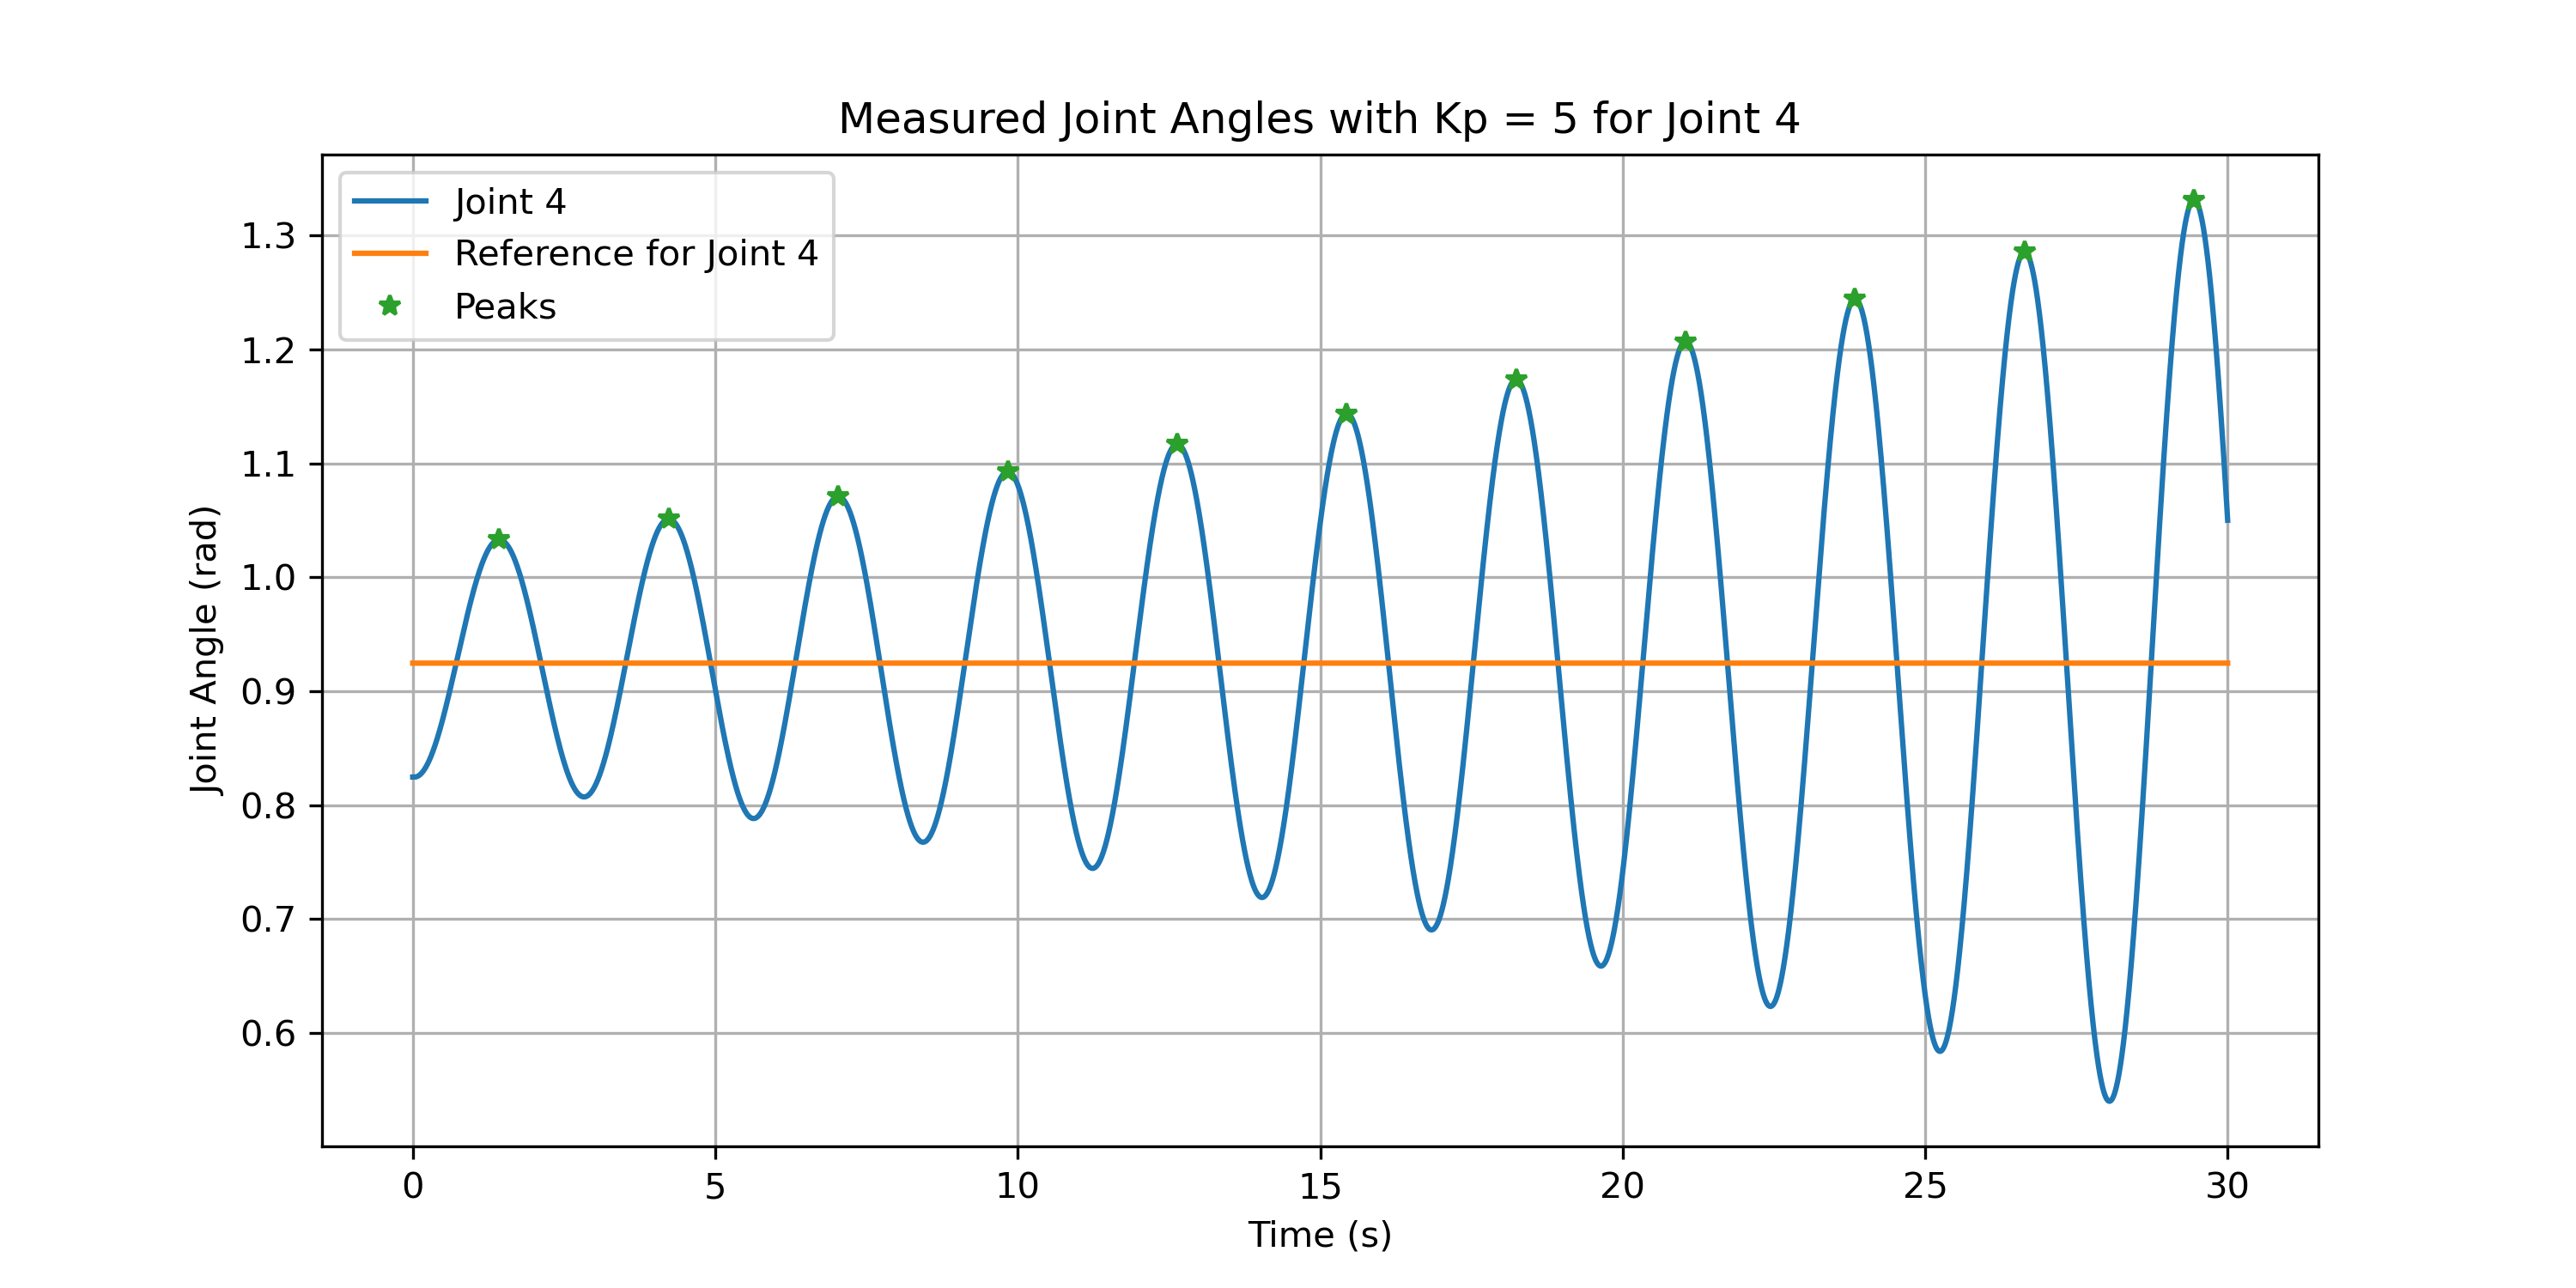 Measured Joint Angles with Kp = 5 for Joint 4
Joint 4
Reference for Joint 4
Peaks
1.3
1.2
1.1
1.0
0.9
0.8
0.7
0.6
Joint Angle (rad)
0 5 10 15 20 25 30
Time (s)